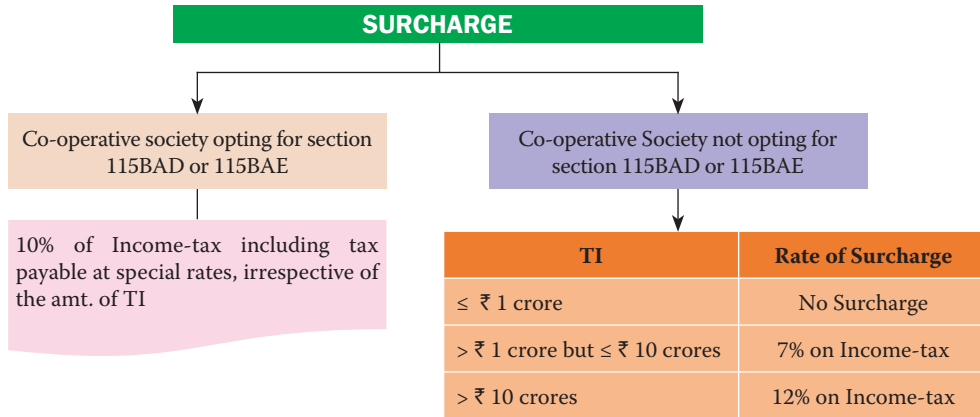 SURCHARGE
Co-operative society opting for section
115BAD or 115BAE
10% of Income-tax including tax
payable at special rates, irrespective of
the amt. of TI
Co-operative Society not opting for
section 115BAD or 115BAE
TI Rate of Surcharge
≤ ₹ 1 crore No Surcharge
> ₹ 1 crore but ≤ ₹ 10 crores 7% on Income-tax
> ₹ 10 crores 12% on Income-tax